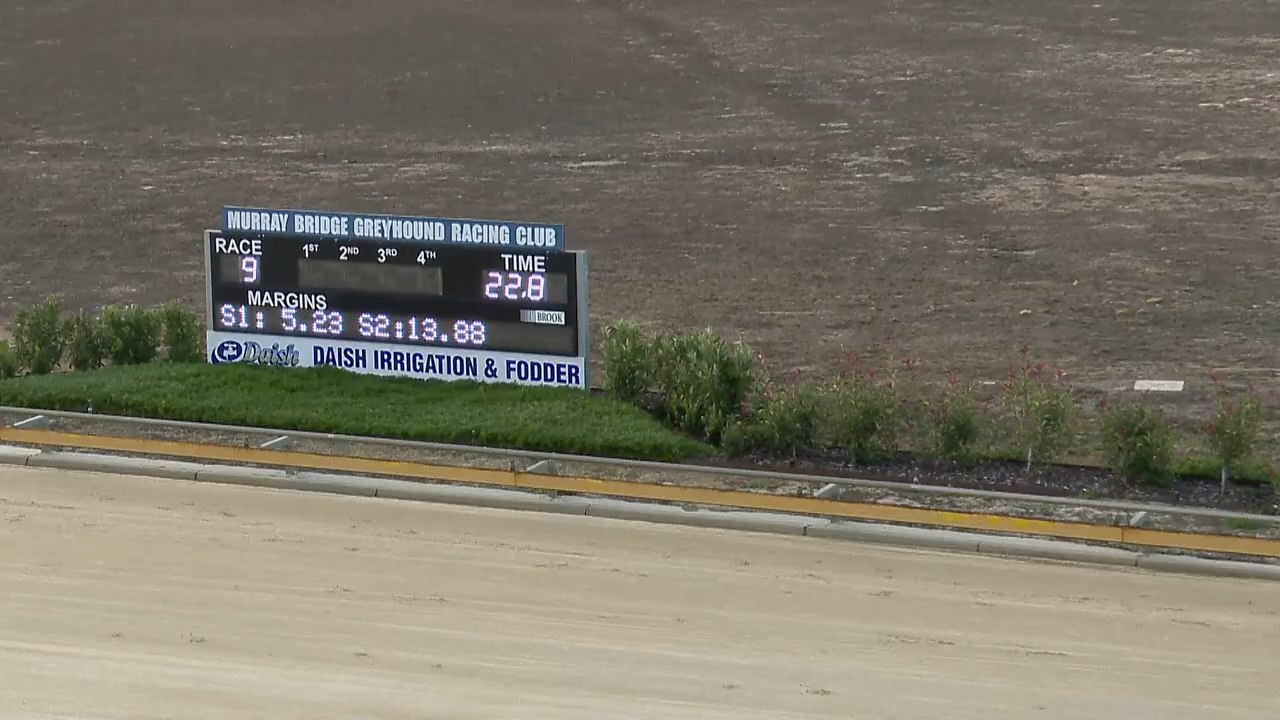 MURRAY BRIDGE GREYHOUND RACING CLUB
RACE 1ST 2ND 3RD 4TH TIME
9 22.8
MARGINS
BROOK
S1: 5.23 S2:13.88
Daish DAISH IRRIGATION & FODDER